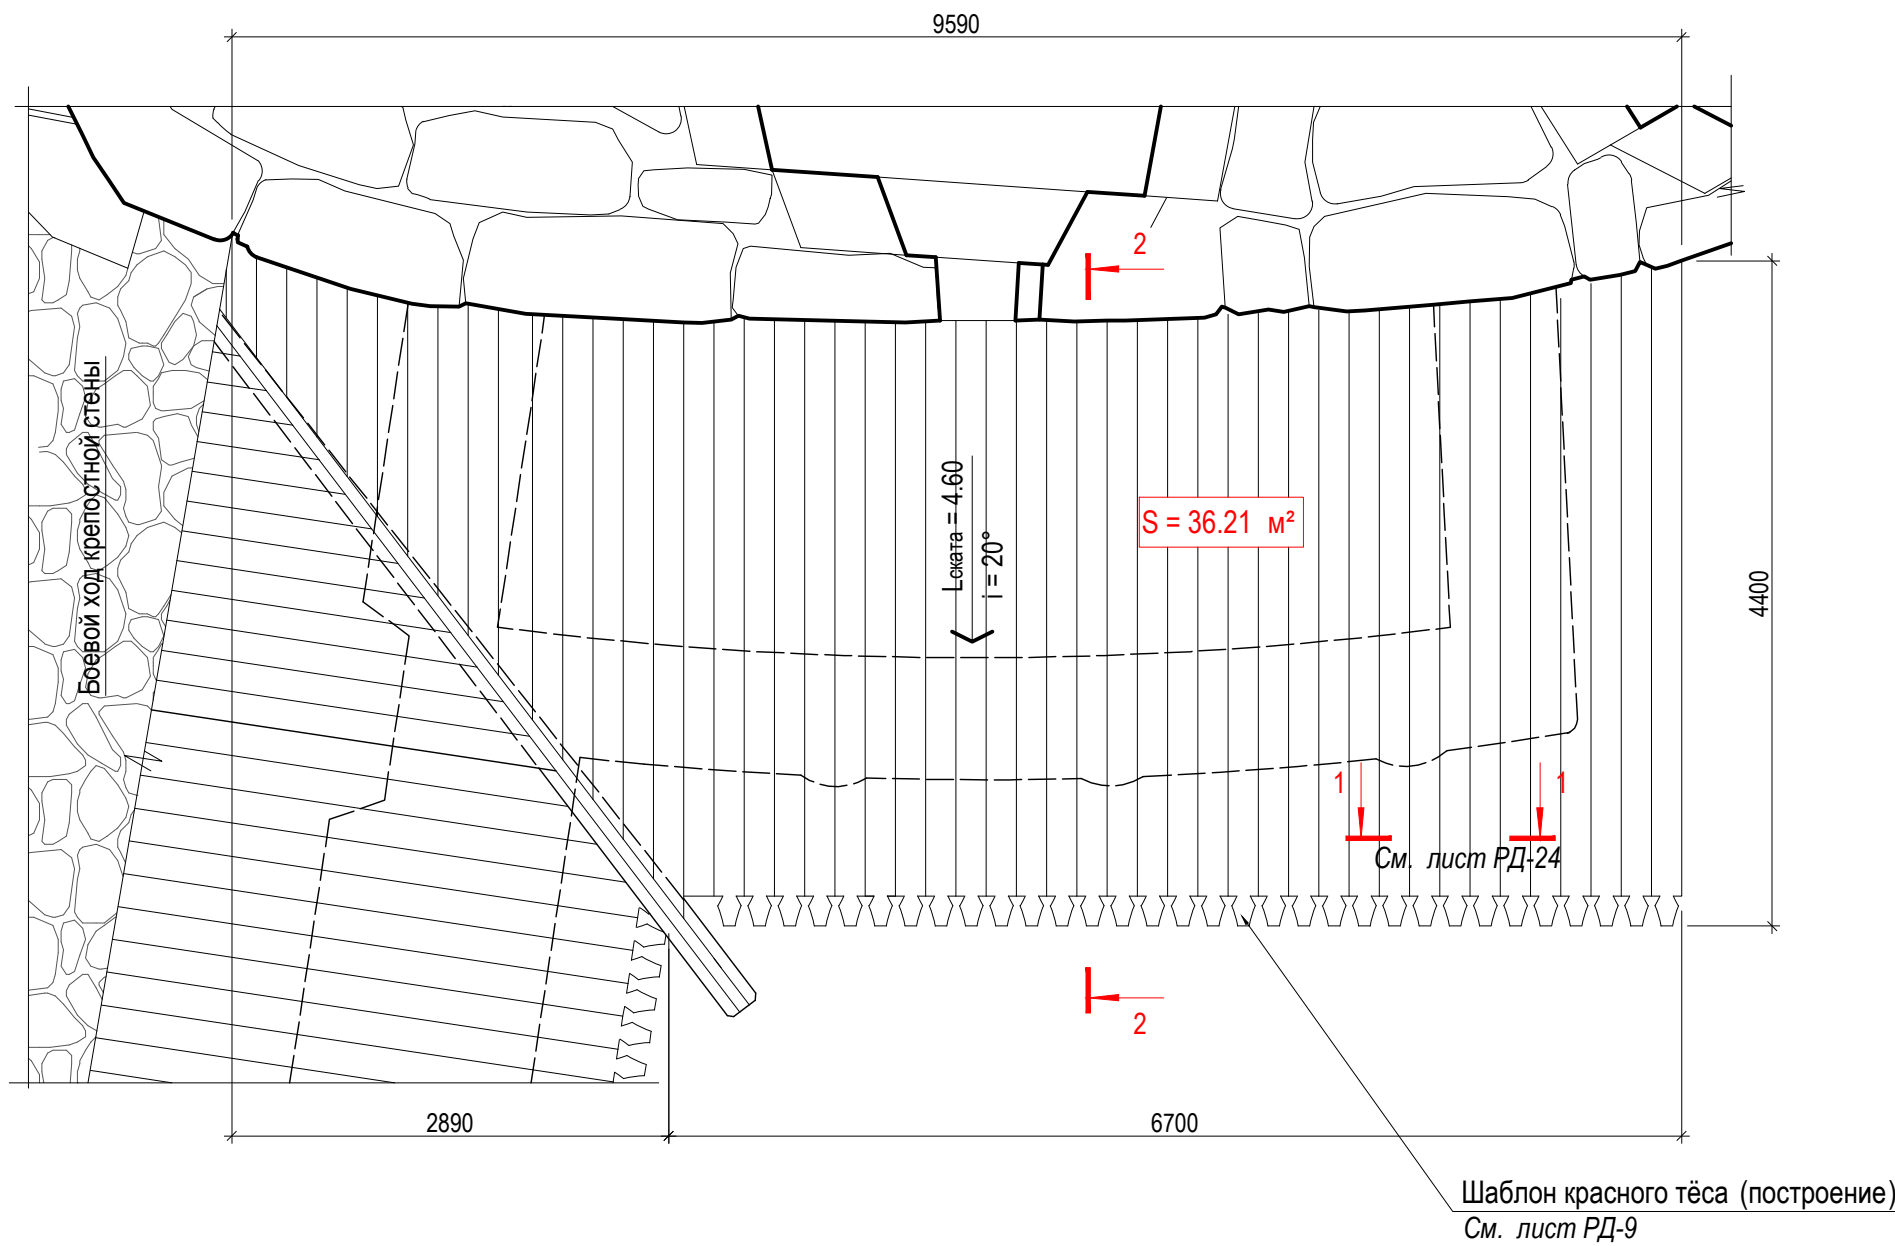 9590
2
Боевой ход крепостной стены
Lската = 4.60
i = 20°
S = 36.21 м²
4400
1
1
См. лист РД-24
2
2890
6700
Шаблон красного тёса (построение)
См. лист РД-9